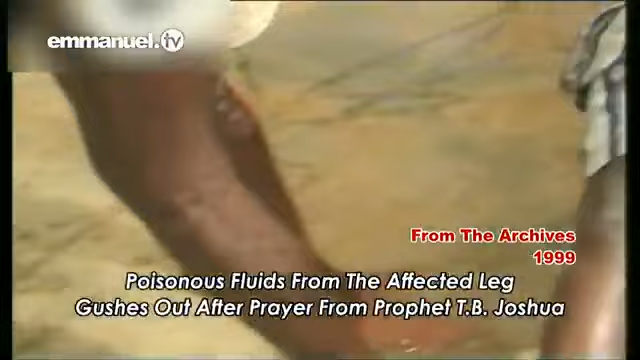 emmanuel.tv
From The Archives
1999
Poisonous Fluids From The Affected Leg
Gushes Out After Prayer From Prophet T.B. Joshua